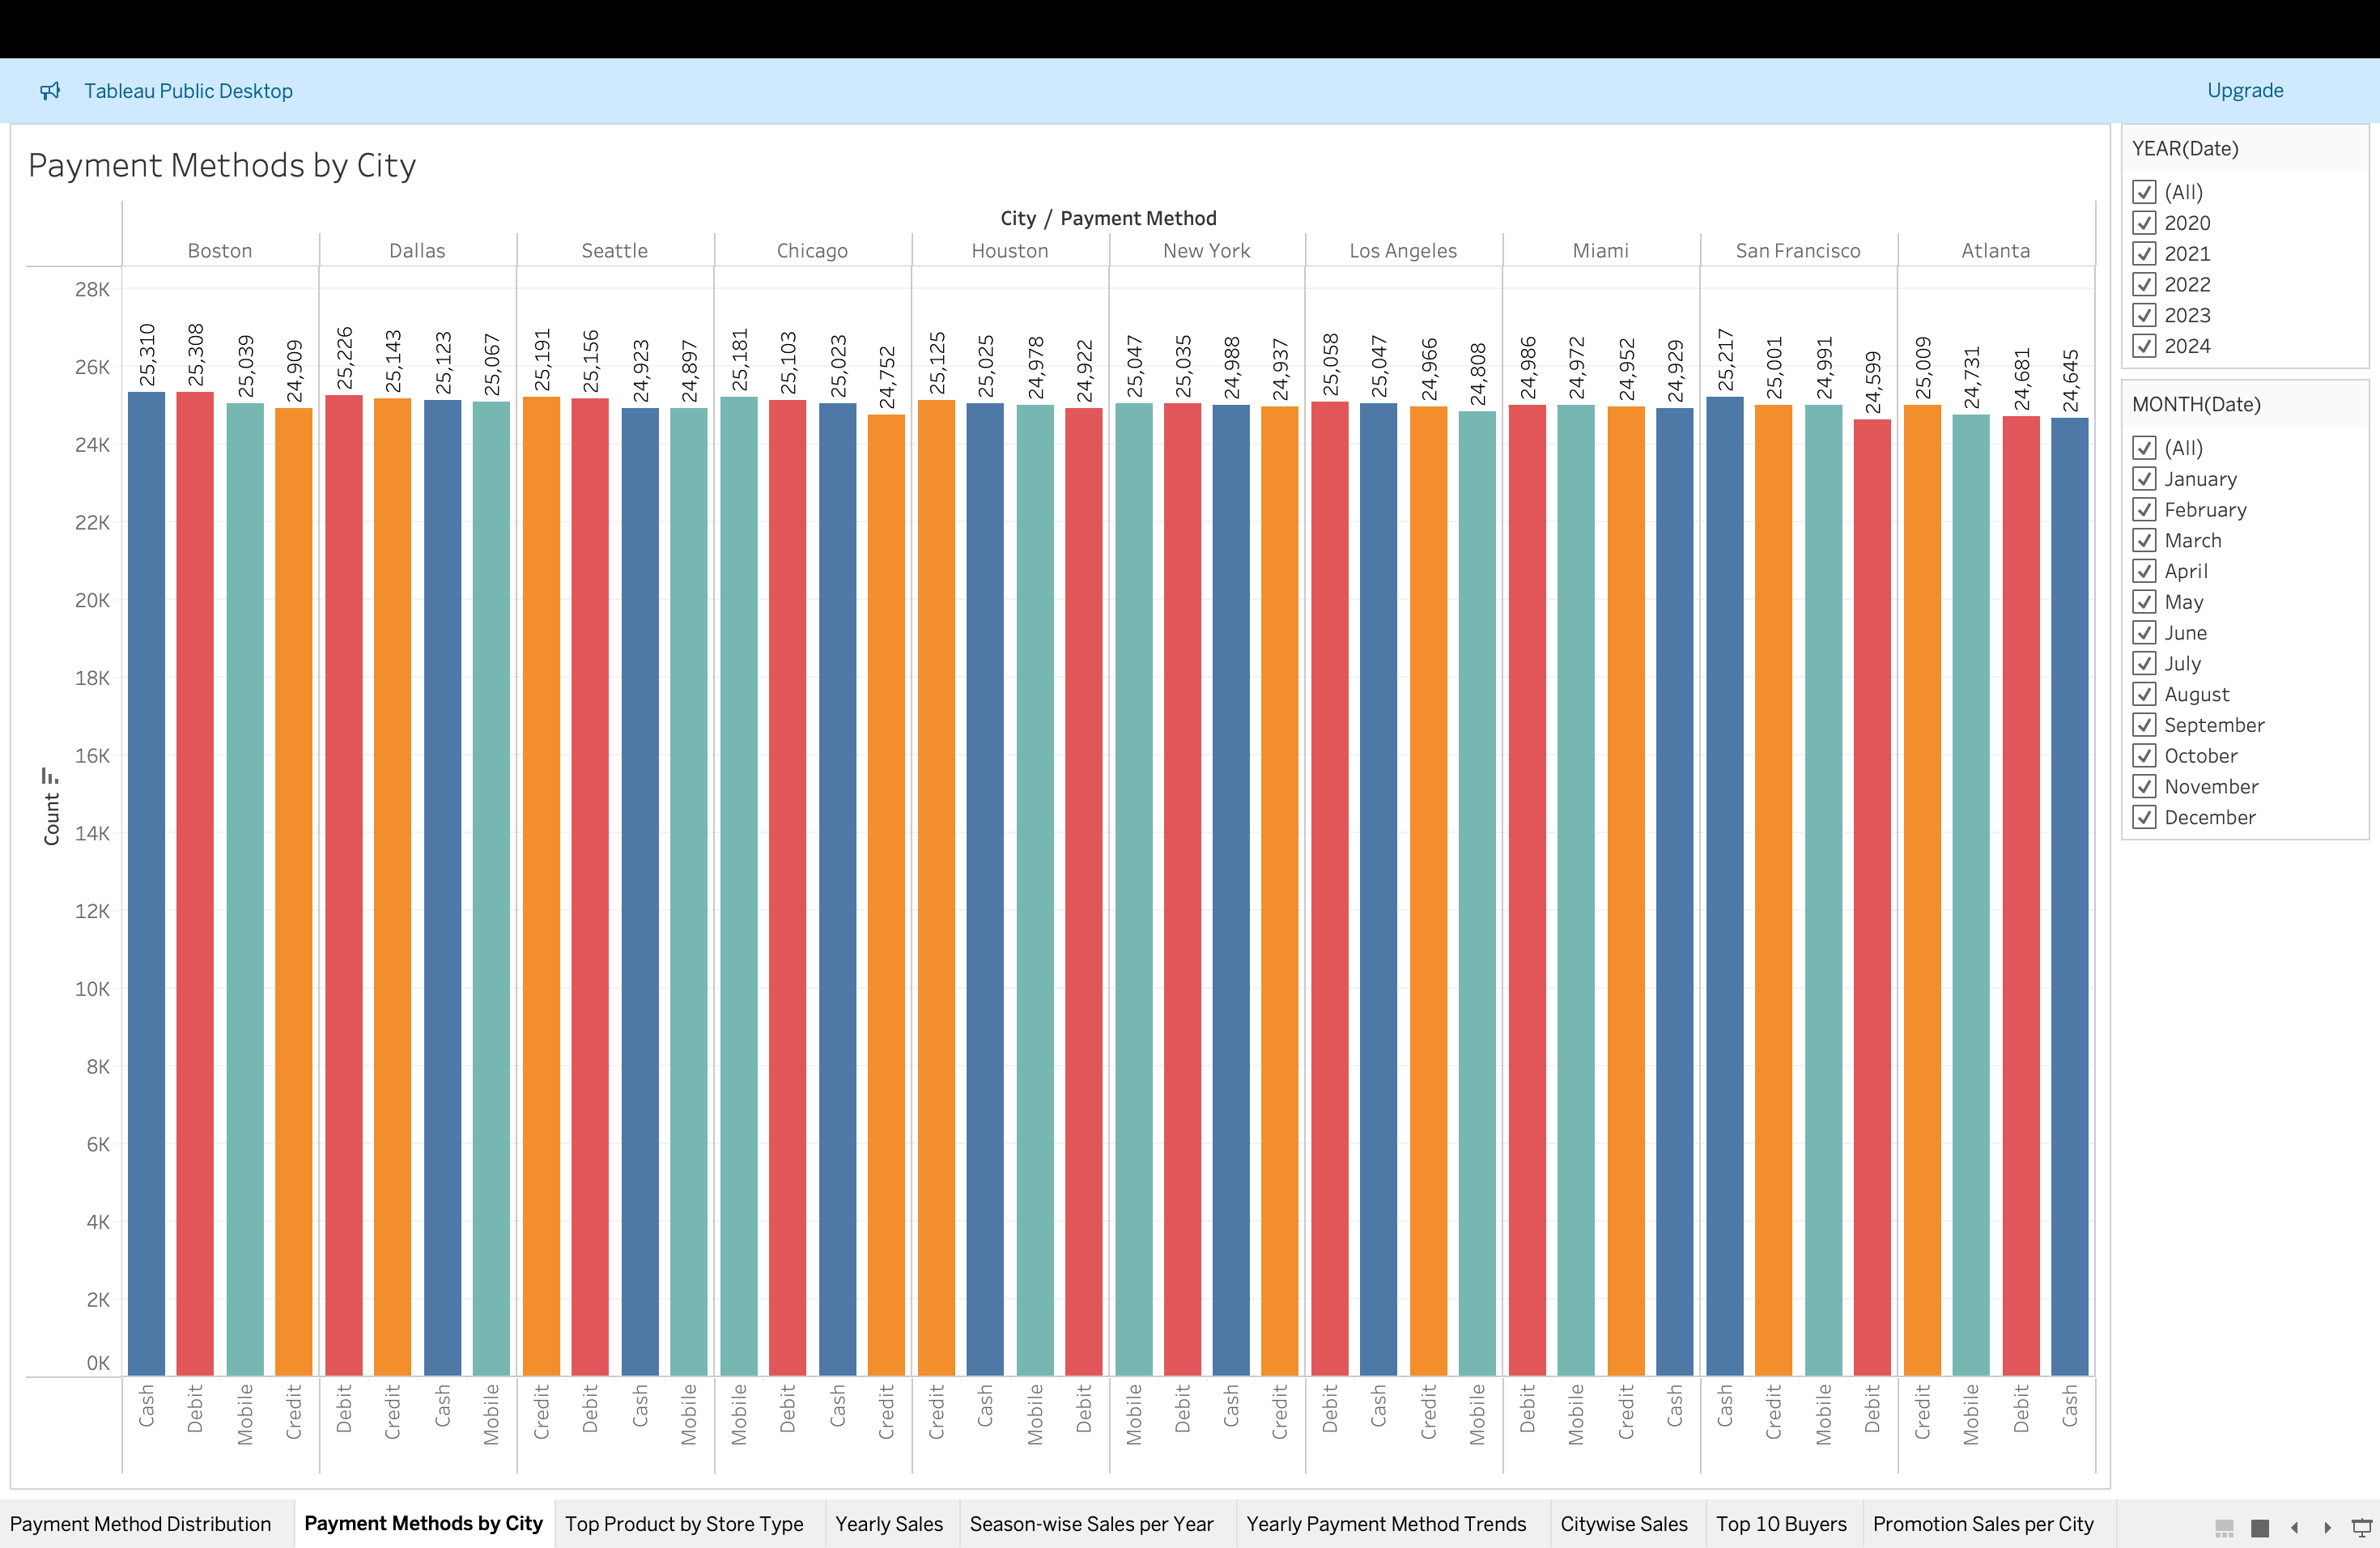 Tableau Public Desktop
Upgrade
Payment Methods by City
City / Payment Method
Boston Dallas Seattle Chicago Houston New York Los Angeles Miami San Francisco Atlanta
28K
26K
24K
22K
20K
18K
16K
14K
12K
10K
8K
6K
4K
2K
0K
Count
25,310 25,308 25,039 24,909 25,226 25,143 25,123 25,067 25,191 25,156 24,923 24,897 25,181 25,103 25,023 24,752 25,125 25,025 24,978 24,922 25,047 25,035 24,988 24,937 25,058 25,047 24,966 24,808 24,986 24,972 24,952 24,929 25,217 25,001 24,991 24,599 25,009 24,731 24,681 24,645
Cash Debit Mobile Credit Debit Credit Cash Mobile Credit Debit Cash Mobile Mobile Debit Cash Credit Credit Cash Mobile Debit Mobile Debit Cash Credit Debit Cash Credit Mobile Debit Mobile Credit Cash Cash Credit Mobile Debit Credit Mobile Debit Cash
YEAR(Date)
(All)
2020
2021
2022
2023
2024
MONTH(Date)
(All)
January
February
March
April
May
June
July
August
September
October
November
December
Payment Method Distribution Payment Methods by City Top Product by Store Type Yearly Sales Season-wise Sales per Year Yearly Payment Method Trends Citywise Sales Top 10 Buyers Promotion Sales per City